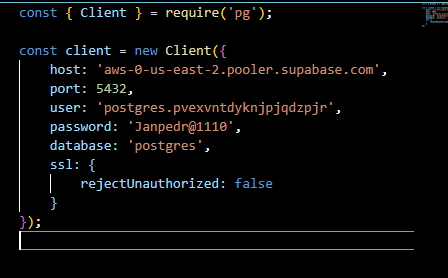 const { Client } = require('pg');
const client = new Client({
host: 'aws-0-us-east-2.pooler.supabase.com',
port: 5432,
user: 'postgres.pvexvntdyknjpjqdzpjr',
password: 'Janpedr@1110',
database: 'postgres',
ssl: {
rejectUnauthorized: false
}
});